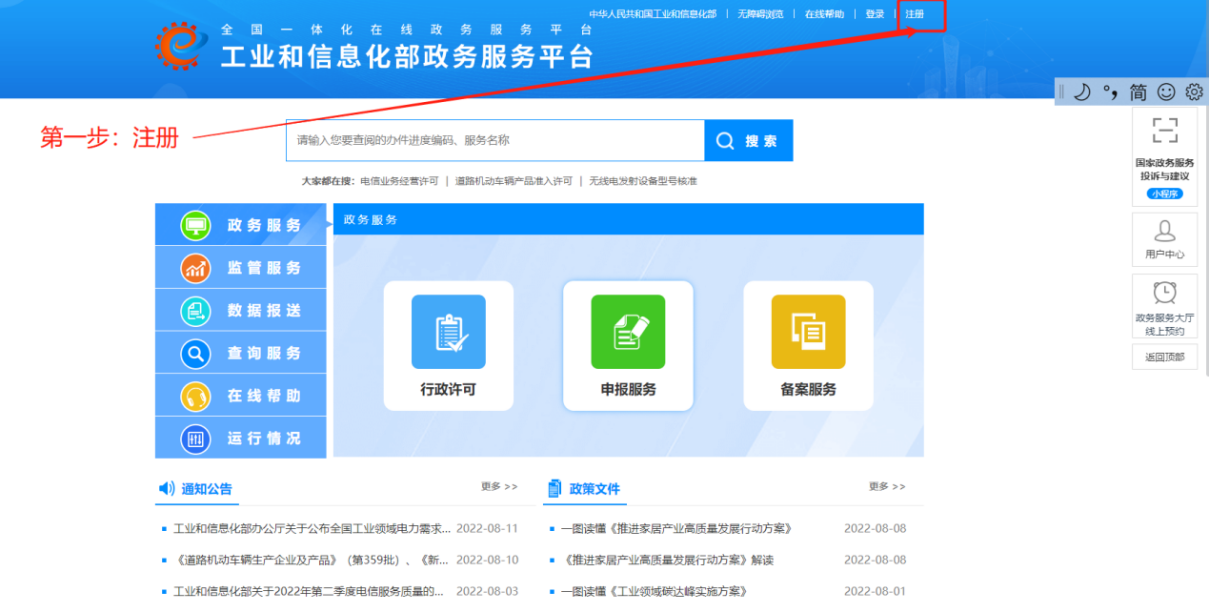 中华人民共和国工业和信息化部 | 无障碍浏览 | 在线帮助 | 登录 | 注册
全国一体化在线政务服务平台
工业和信息化部政务服务平台
简
第一步：注册
请输入您要查阅的办件进度编码、服务名称
搜索
大家都在搜：电信业务经营许可 | 道路机动车辆产品准入许可 | 无线电发射设备型号核准
国家政务服务
投诉与建议
小程序
用户中心
政务服务大厅
线上预约
返回顶部
政务服务
监管服务
数据报送
查询服务
在线帮助
运行情况
政务服务
行政许可
申报服务
备案服务
通知公告
更多 >>
工业和信息化部办公厅关于公布全国工业领域电力需求... 2022-08-11
《道路机动车辆生产企业及产品》（第359批）、《新... 2022-08-10
工业和信息化部关于2022年第二季度电信服务质量的... 2022-08-03
政策文件
更多 >>
一图读懂《推进家居产业高质量发展行动方案》 2022-08-08
《推进家居产业高质量发展行动方案》解读 2022-08-08
一图读懂《工业领域碳达峰实施方案》 2022-08-01